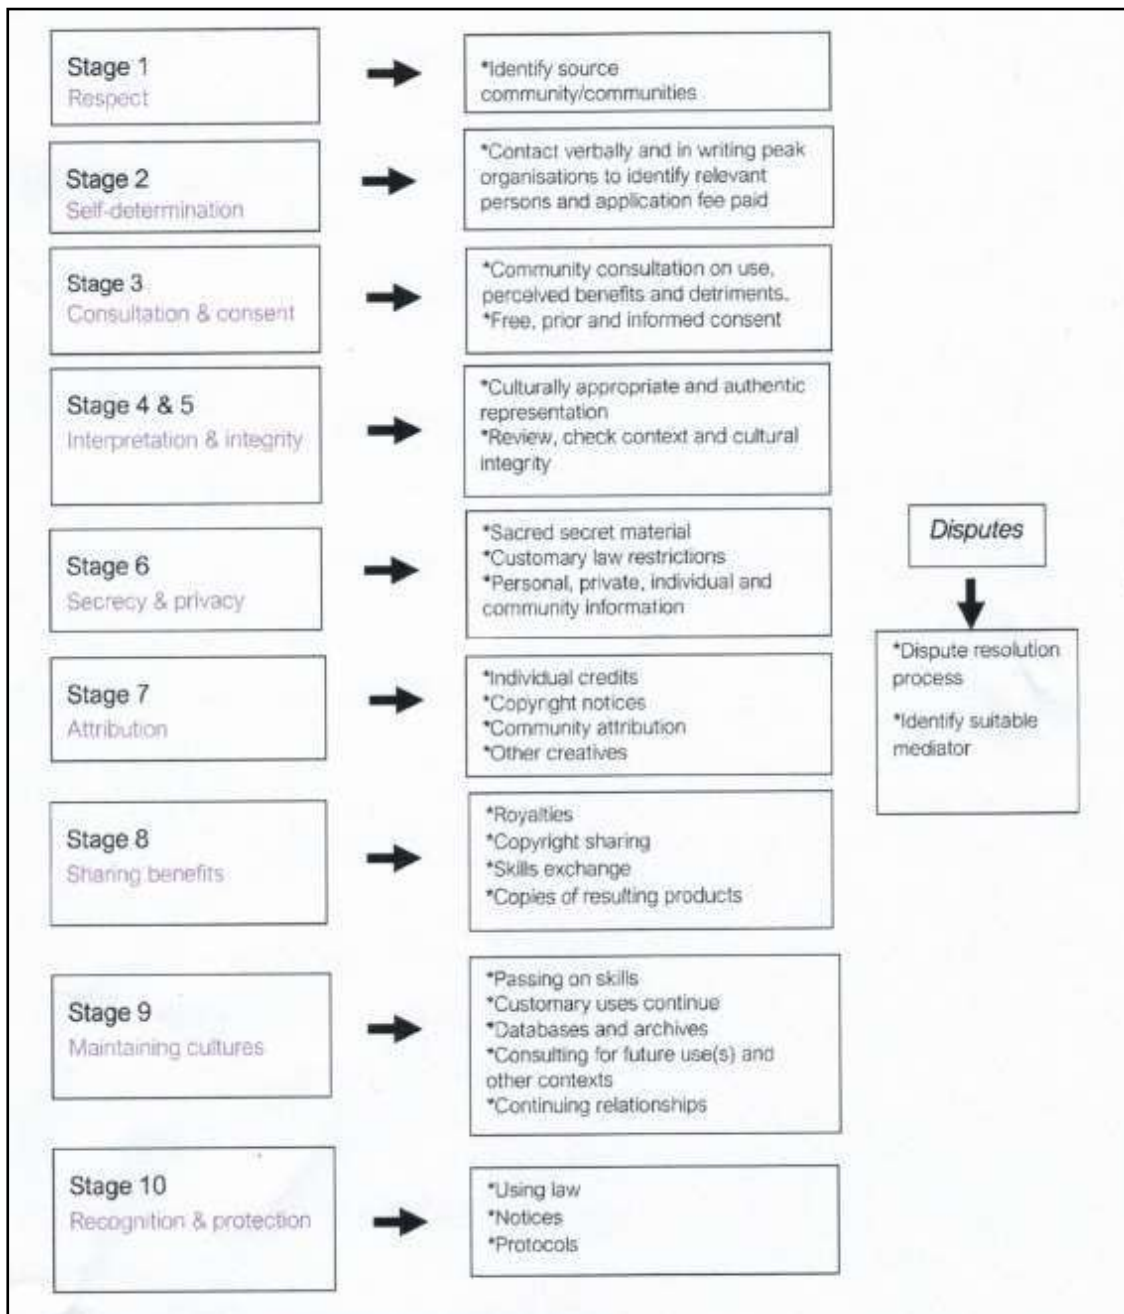 Stage 1
Respect
*Identify source
community/communities
Stage 2
Self-determination
*Contact verbally and in writing peak
organisations to identify relevant
persons and application fee paid
Stage 3
Consultation & consent
*Community consultation on use,
perceived benefits and detriments.
*Free, prior and informed consent
Stage 4 & 5
Interpretation & integrity
*Culturally appropriate and authentic
representation
*Review, check context and cultural
integrity
Stage 6
Secrecy & privacy
*Sacred secret material
*Customary law restrictions
*Personal, private, individual and
community information
Disputes
*Dispute resolution
process
*Identify suitable
mediator
Stage 7
Attribution
*Individual credits
*Copyright notices
*Community attribution
*Other creatives
Stage 8
Sharing benefits
*Royalties
*Copyright sharing
*Skills exchange
*Copies of resulting products
Stage 9
Maintaining cultures
*Passing on skills
*Customary uses continue
*Databases and archives
*Consulting for future use(s) and
other contexts
*Continuing relationships
Stage 10
Recognition & protection
*Using law
*Notices
*Protocols